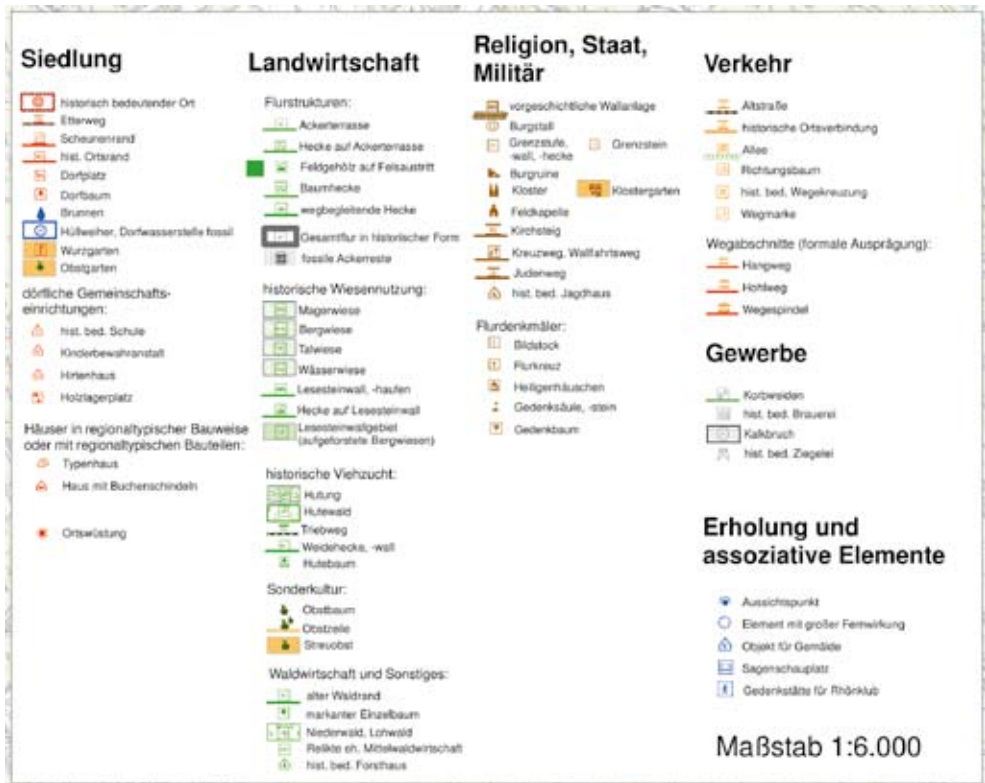 Siedlung
historisch bedeutender Ort
Etterweg
Scheunenrand
hist. Ortsrand
Dorfplatz
Dorfbaum
Brunnen
Hüllweiher, Dorfwasserstelle fossil
Wurzgarten
Obstgarten
dörfliche Gemeinschafts-
einrichtungen:
hist. bed. Schule
Kinderbewahranstalt
Hirtenhaus
Holzlagerplatz
Häuser in regionaltypischer Bauweise
oder mit regionaltypischen Bauteilen:
Typenhaus
Haus mit Buchenschindeln
Ortswüstung
Landwirtschaft
Flurstrukturen:
Ackerterrasse
Hecke auf Ackerterrasse
Feldgehölz auf Felsaustritt
Baumhecke
wegbegleitende Hecke
Gesamtflur in historischer Form
fossile Ackerreste
historische Wiesennutzung:
Magerwiese
Bergwiese
Talwiese
Wässerwiese
Lesesteinwall, -haufen
Hecke auf Lesesteinwall
Lesesteinwallgebiet
(aufgeforstete Bergwiesen)
historische Viehzucht:
Hutung
Hutewald
Triebweg
Weidehecke, -wall
Hutebaum
Sonderkultur:
Obstbaum
Obstzeile
Streuobst
Waldwirtschaft und Sonstiges:
alter Waldrand
markanter Einzelbaum
Niederwald, Lohwald
Relikte eh. Mittelwaldwirtschaft
hist. bed. Forsthaus
Religion, Staat,
Militär
vorgeschichtliche Wallanlage
Burgstall
Grenzstufe, Grenzstein
-wall, -hecke
Burgruine
Kloster Klostergarten
Feldkapelle
Kirchsteig
Kreuzweg, Wallfahrtsweg
Judenweg
hist. bed. Jagdhaus
Flurdenkmäler:
Bildstock
Flurkreuz
Heiligenhäuschen
Gedenksäule, -stein
Gedenkbaum
Verkehr
Altstraße
historische Ortsverbindung
Allee
Richtungsbaum
hist. bed. Wegekreuzung
Wegmarke
Wegabschnitte (formale Ausprägung):
Hangweg
Hohlweg
Wegespindel
Gewerbe
Korbweiden
hist. bed. Brauerei
Kalkbruch
hist. bed. Ziegelei
Erholung und
assoziative Elemente
Aussichtspunkt
Element mit großer Fernwirkung
Objekt für Gemälde
Sagenschauplatz
Gedenkstätte für Rhönklub
Maßstab 1:6.000